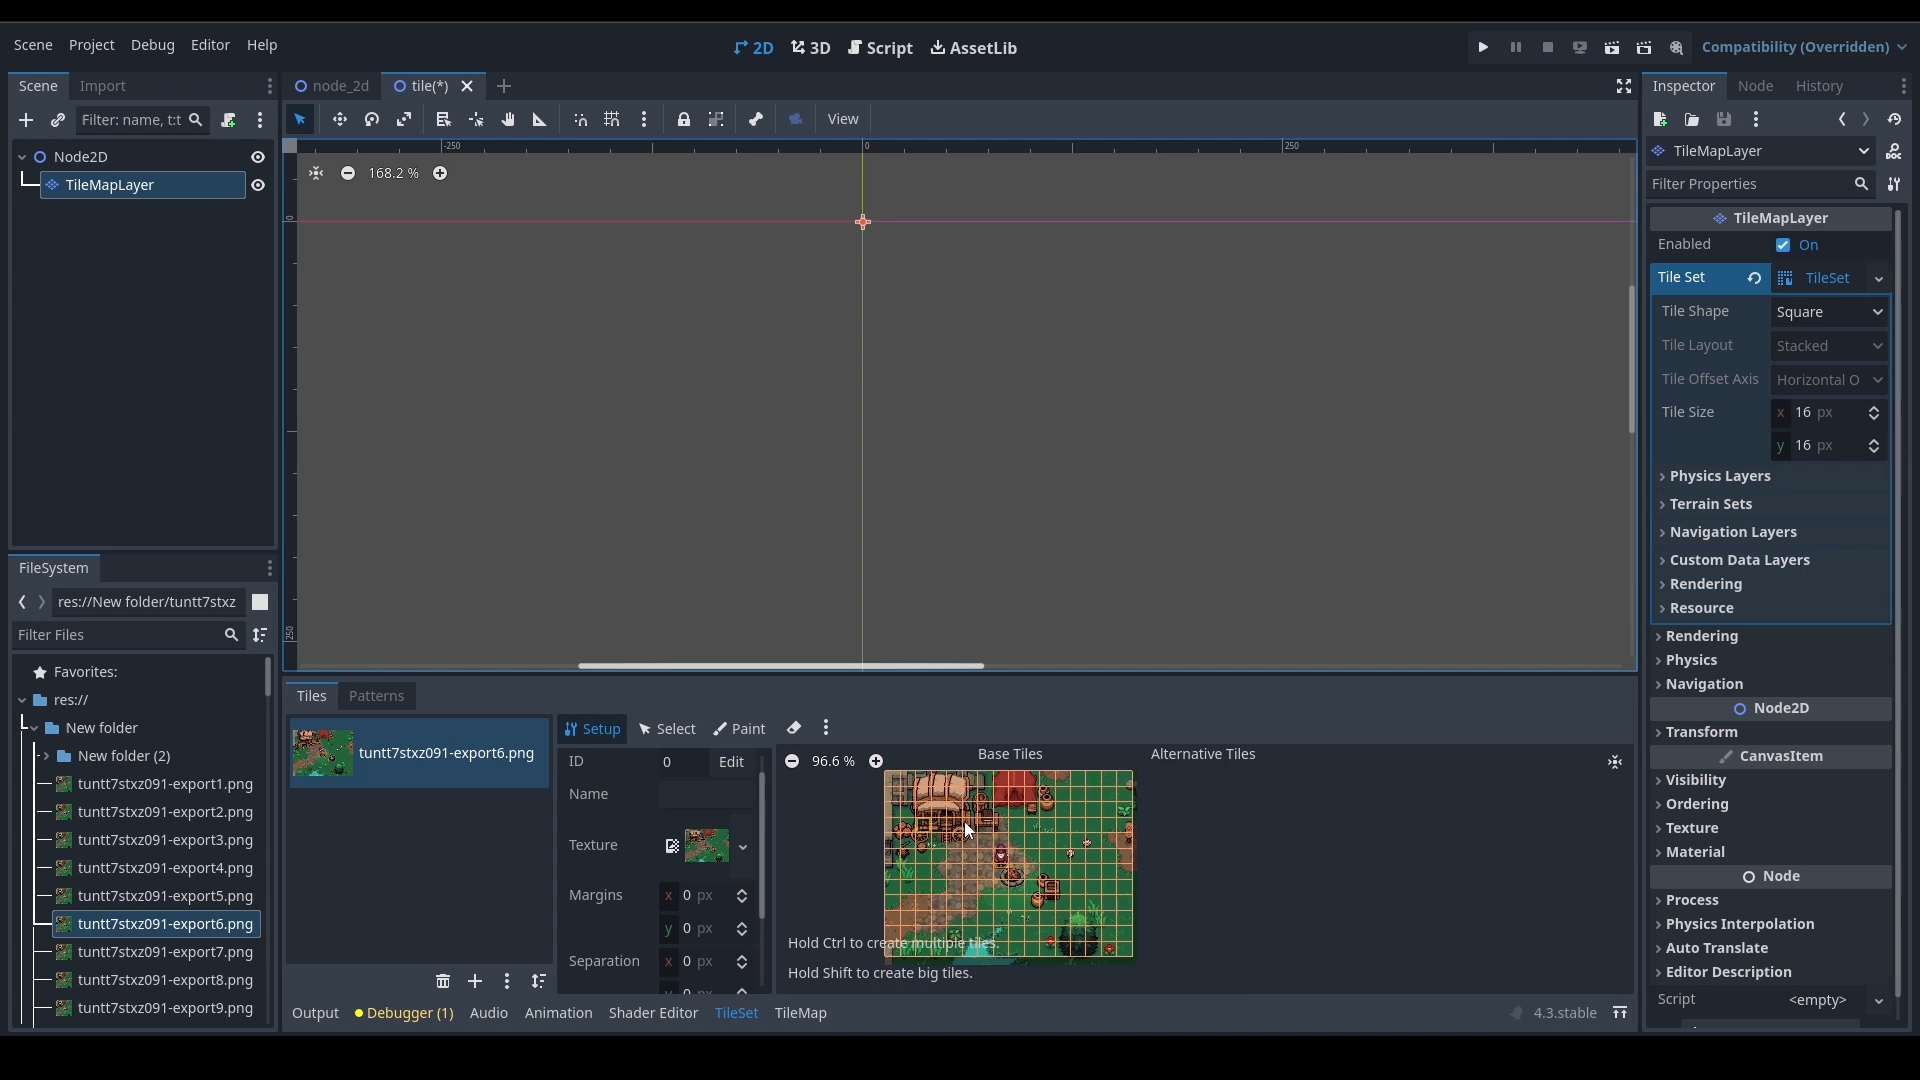 Scene Project Debug Editor Help
2D 3D Script AssetLib
Compatibility (Overridden)
Scene Import
node_2d tile(*)
Inspector Node History
Filter: name, t:t
View
Node2D
TileMapLayer
-250 0 250
0
250
168.2 %
TileMapLayer
DOC
Filter Properties
TileMapLayer
Enabled On
Tile Set TileSet
Tile Shape Square
Tile Layout Stacked
Tile Offset Axis Horizontal O
Tile Size x 16 px
y 16 px
Physics Layers
Terrain Sets
Navigation Layers
Custom Data Layers
Rendering
Resource
Rendering
Physics
Navigation
Node2D
Transform
CanvasItem
Visibility
Ordering
Texture
Material
Node
Process
Physics Interpolation
Auto Translate
Editor Description
Script <empty>
FileSystem
res://New folder/tuntt7stxz
Filter Files
Favorites:
res://
New folder
New folder (2)
tuntt7stxz091-export1.png
tuntt7stxz091-export2.png
tuntt7stxz091-export3.png
tuntt7stxz091-export4.png
tuntt7stxz091-export5.png
tuntt7stxz091-export6.png
tuntt7stxz091-export7.png
tuntt7stxz091-export8.png
tuntt7stxz091-export9.png
Tiles Patterns
tuntt7stxz091-export6.png
Setup Select Paint
ID 0 Edit
Name
Texture
Margins x 0 px
y 0 px
Separation x 0 px
96.6 %
Base Tiles Alternative Tiles
Hold Ctrl to create multiple tiles.
Hold Shift to create big tiles.
Output Debugger (1) Audio Animation Shader Editor TileSet TileMap
4.3.stable